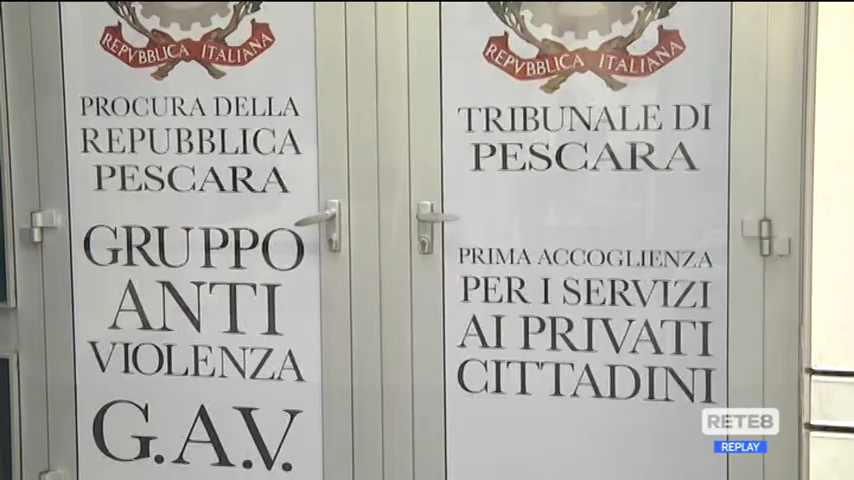 REPVBBLICA ITALIANA
PROCURA DELLA
REPUBBLICA
PESCARA
GRUPPO
ANTI
VIOLENZA
G.A.V.
REPVBBLICA ITALIANA
TRIBUNALE DI
PESCARA
PRIMA ACCOGLIENZA
PER I SERVIZI
AI PRIVATI
CITTADINI
RETE8
REPLAY